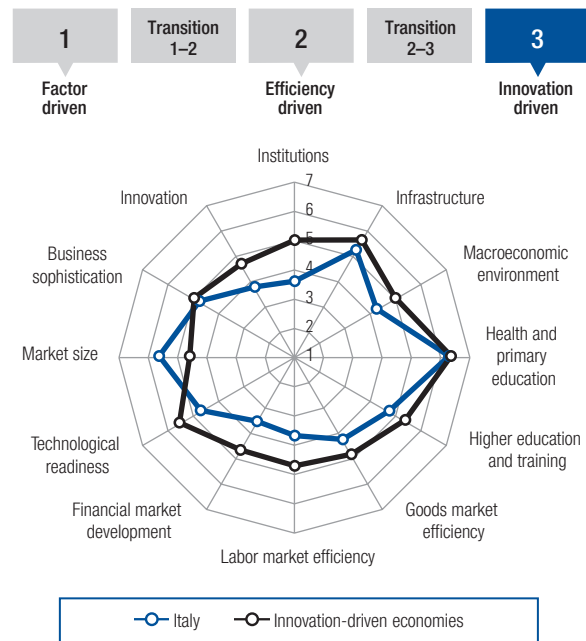 1
Transition
1–2
2
Transition
2–3
3
Factor
driven
Efficiency
driven
Innovation
driven
Institutions
Innovation
Infrastructure
Business
sophistication
Macroeconomic
environment
Market size
Health and
primary
education
Technological
readiness
Higher education
and training
Financial market
development
Goods market
efficiency
Labor market efficiency
7
6
5
4
3
2
1
Italy
Innovation-driven economies